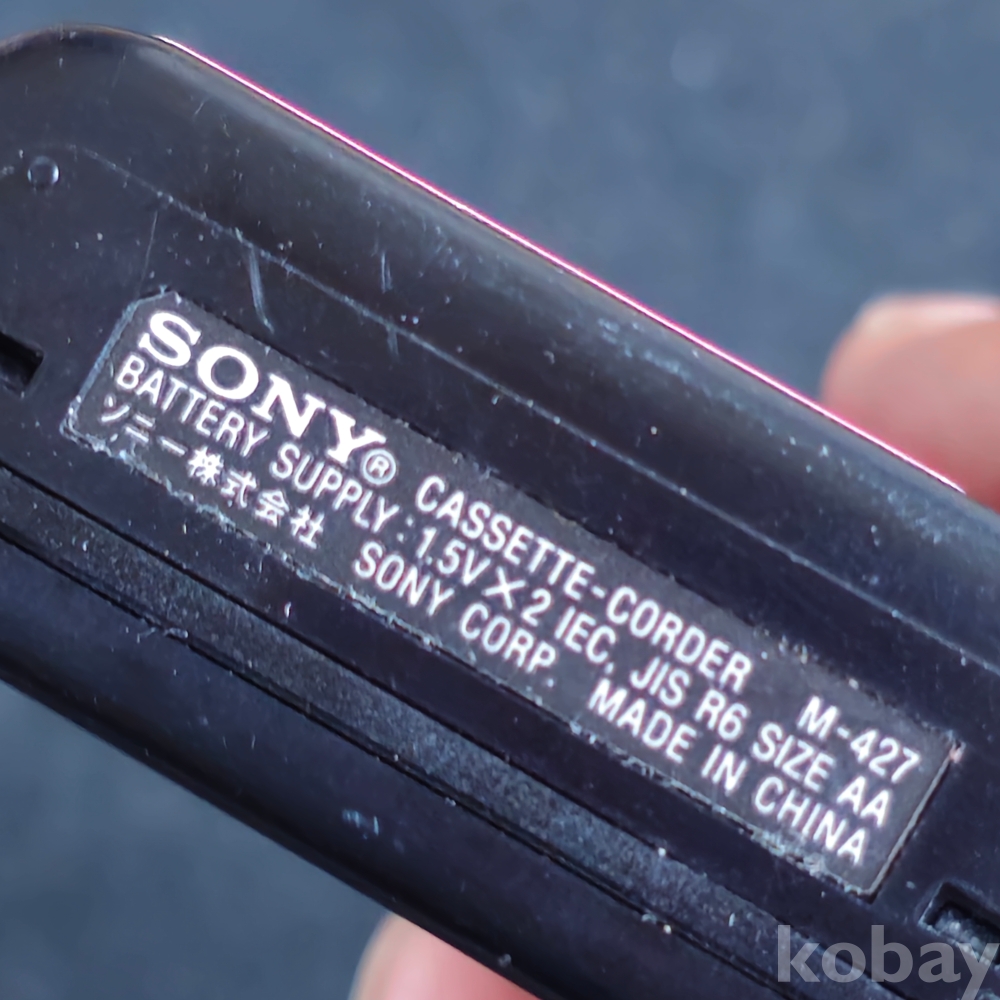 SONY® CASSETTE-CORDER M-427
BATTERY SUPPLY : 1.5V×2 IEC, JIS R6 SIZE AA
ソニー株式会社 SONY CORP. MADE IN CHINA
kobay